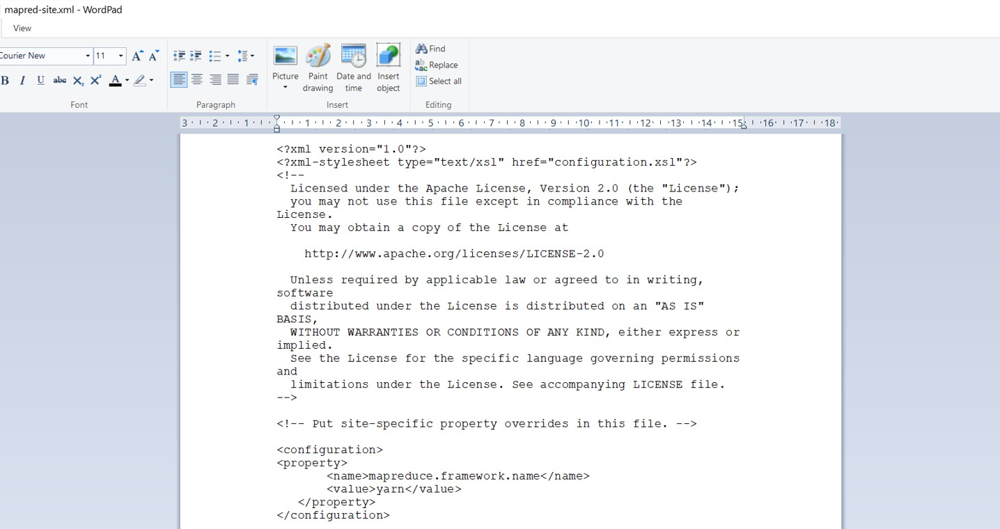 mapred-site.xml - WordPad
View
Courier New 11 A A
B I U abc X₂ X² A
Font
Paragraph
Picture
Paint drawing
Date and time
Insert object
Insert
Find
Replace
Select all
Editing
3 2 1 1 2 3 4 5 6 7 8 9 10 11 12 13 14 15 16 17 18
<?xml version="1.0"?>
<?xml-stylesheet type="text/xsl" href="configuration.xsl"?>
<!--
  Licensed under the Apache License, Version 2.0 (the "License");
  you may not use this file except in compliance with the
License.
  You may obtain a copy of the License at

    http://www.apache.org/licenses/LICENSE-2.0

  Unless required by applicable law or agreed to in writing,
software
  distributed under the License is distributed on an "AS IS"
BASIS,
  WITHOUT WARRANTIES OR CONDITIONS OF ANY KIND, either express or
implied.
  See the License for the specific language governing permissions
and
  limitations under the License. See accompanying LICENSE file.
-->

<!-- Put site-specific property overrides in this file. -->

<configuration>
<property>
       <name>mapreduce.framework.name</name>
       <value>yarn</value>
   </property>
</configuration>